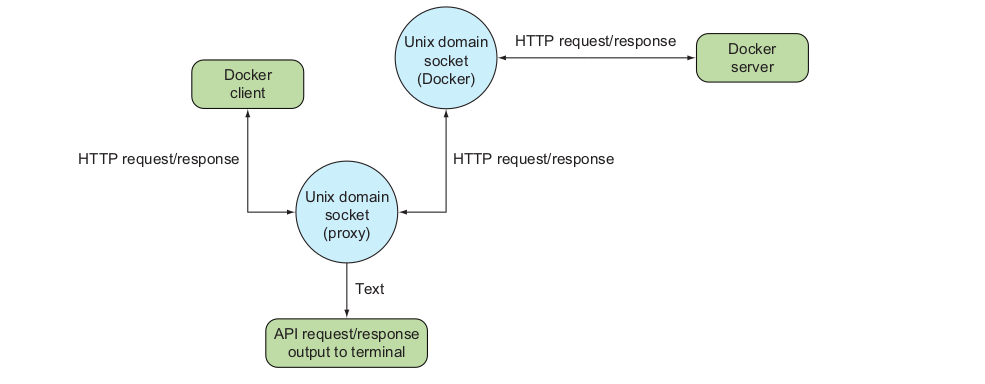 Unix domain
socket
(Docker)
HTTP request/response
Docker
server
Docker
client
HTTP request/response
HTTP request/response
Unix domain
socket
(proxy)
Text
API request/response
output to terminal